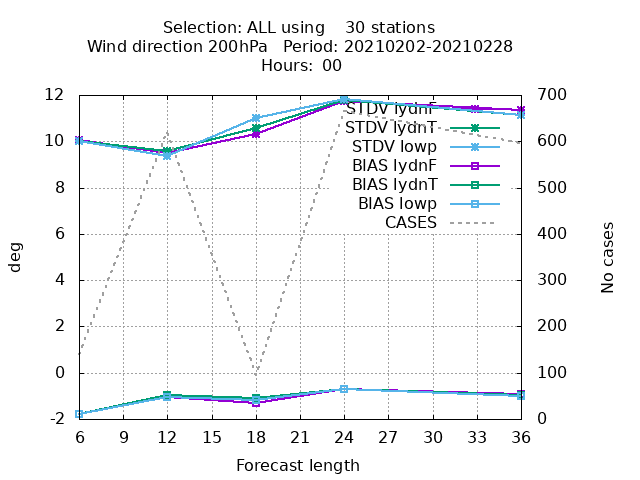 Selection: ALL using 30 stations
Wind direction 200hPa Period: 20210202-20210228
Hours: 00
12
10
8
6
4
2
0
-2
deg
700
600
500
400
300
200
100
0
No cases
STDV lydnF
STDV lydnT
STDV lowp
BIAS lydnF
BIAS lydnT
BIAS lowp
CASES
6 9 12 15 18 21 24 27 30 33 36
Forecast length